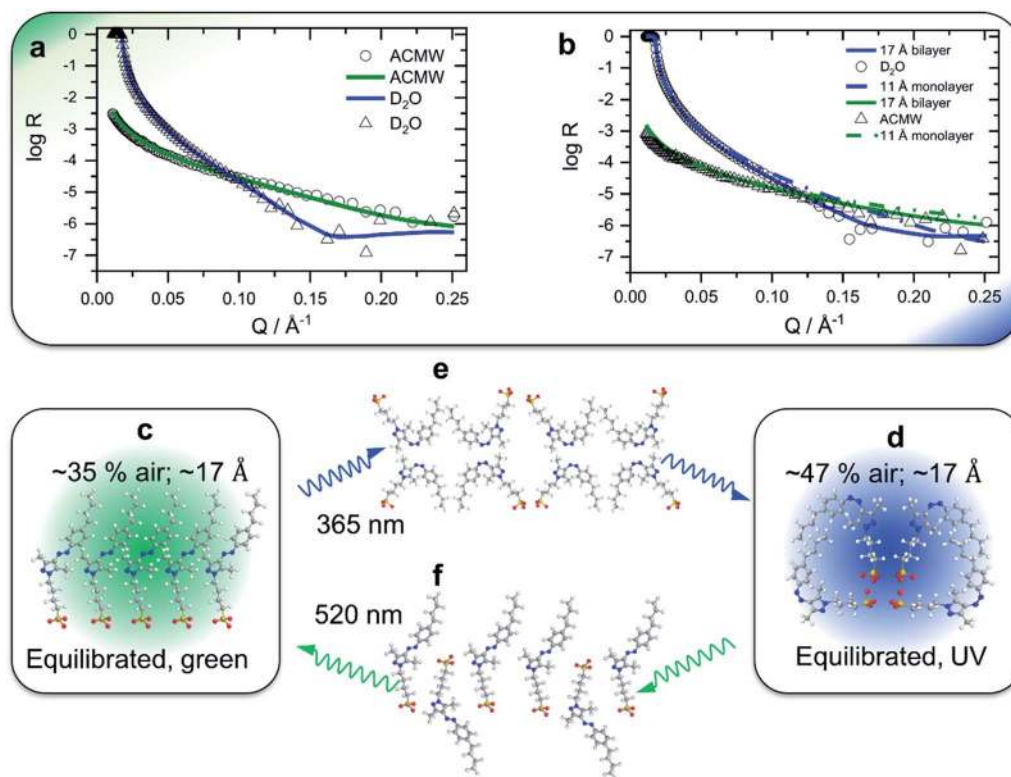 a
ACMW
ACMW
D₂O
D₂O
log R
0
-1
-2
-3
-4
-5
-6
-7
0.00 0.05 0.10 0.15 0.20 0.25
Q / Å⁻¹
b
17 Å bilayer
D₂O
11 Å monolayer
17 Å bilayer
ACMW
11 Å monolayer
log R
0
-1
-2
-3
-4
-5
-6
-7
0.00 0.05 0.10 0.15 0.20 0.25
Q / Å⁻¹
c
~35 % air; ~17 Å
Equilibrated, green
e
365 nm
f
520 nm
d
~47 % air; ~17 Å
Equilibrated, UV